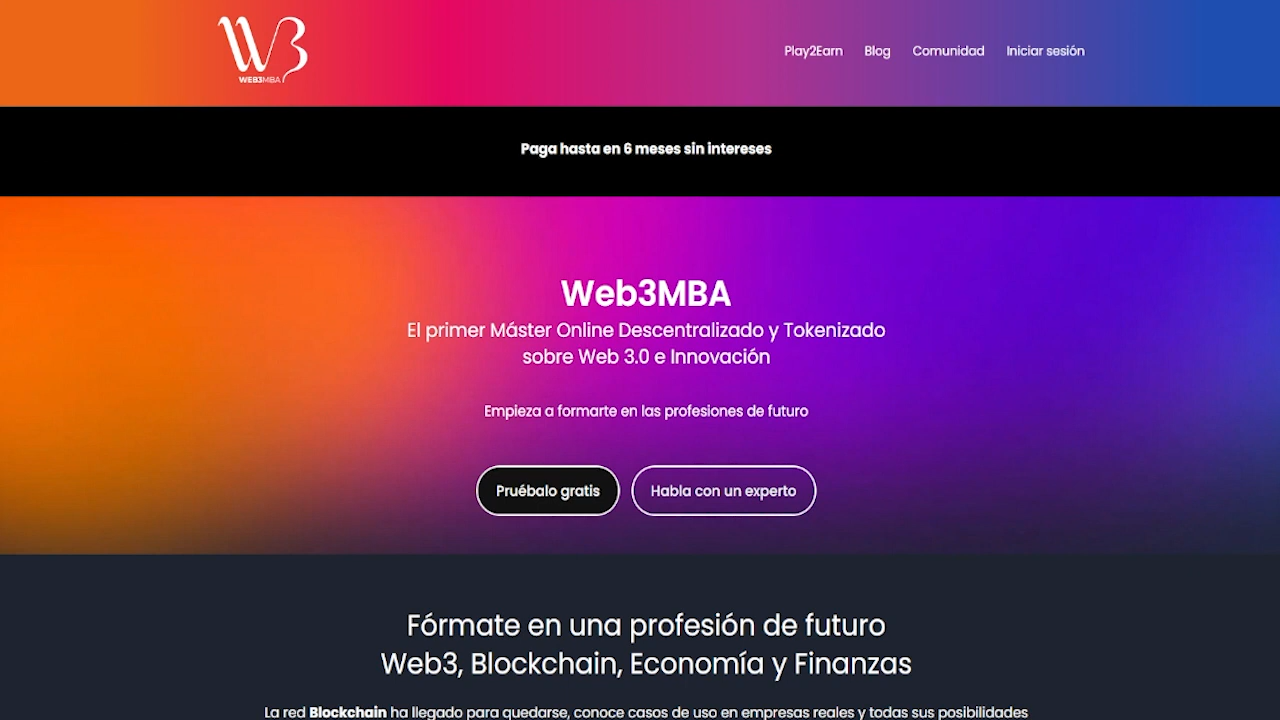 W3
WEB3MBA
Play2Earn
Blog
Comunidad
Iniciar sesión
Paga hasta en 6 meses sin intereses
Web3MBA
El primer Máster Online Descentralizado y Tokenizado
sobre Web 3.0 e Innovación
Empieza a formarte en las profesiones de futuro
Pruébalo gratis
Habla con un experto
Fórmate en una profesión de futuro
Web3, Blockchain, Economía y Finanzas
La red Blockchain ha llegado para quedarse, conoce casos de uso en empresas reales y todas sus posibilidades